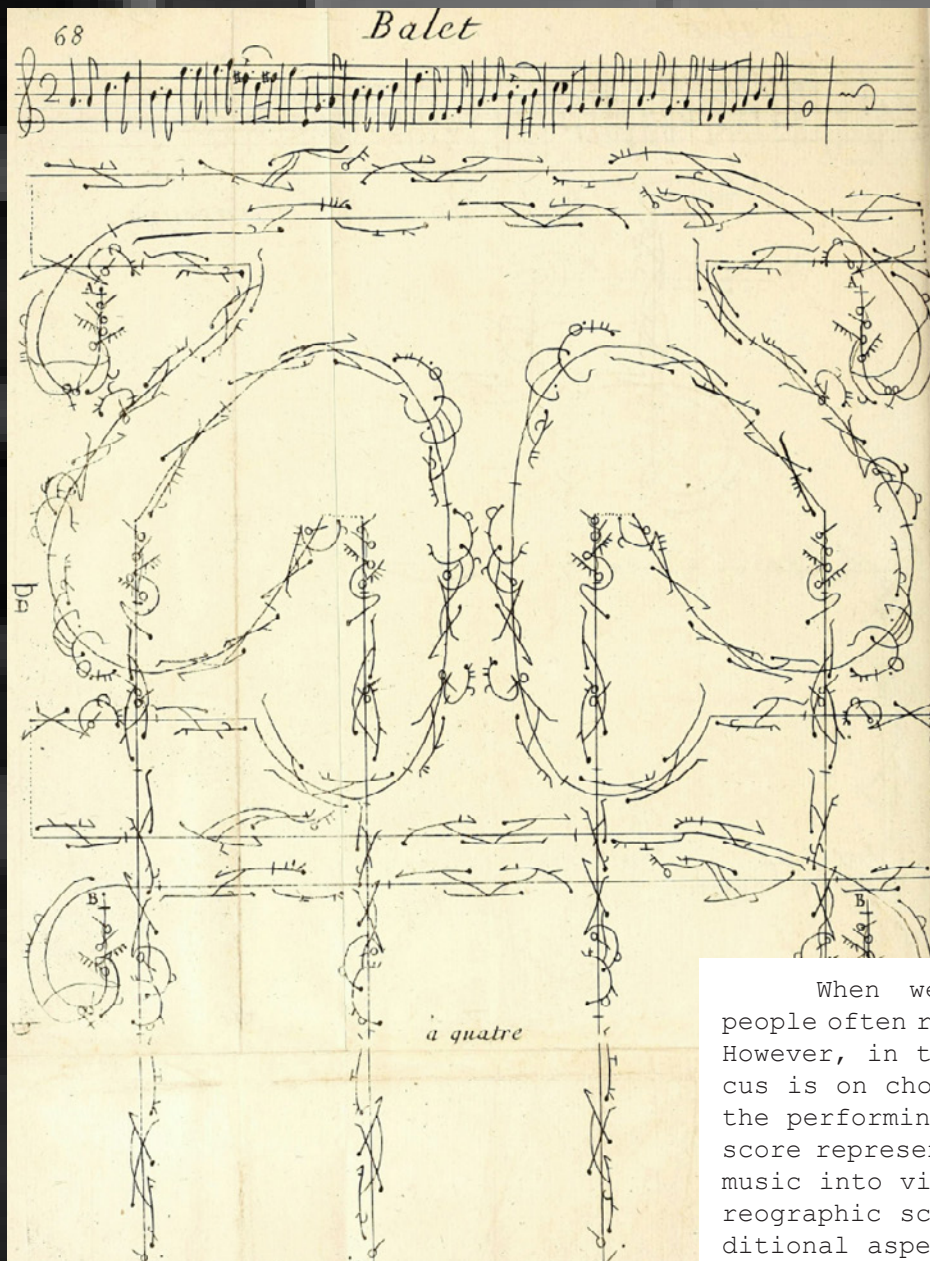 68
Balet
2
A
B
B
à quatre
When we
people often r
However, in t
cus is on cho
the performin
score represen
music into vi
reographic sc
ditional aspe